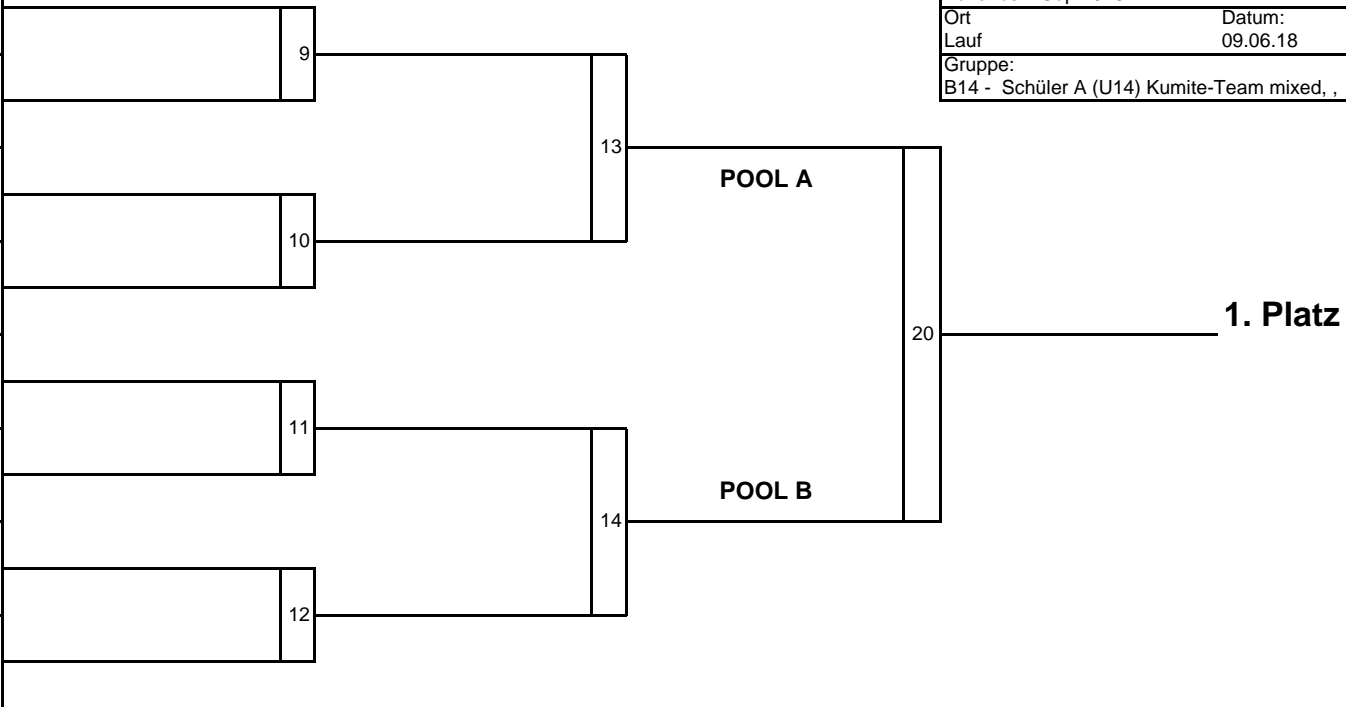 Ort Datum:
Lauf 09.06.18
Gruppe:
B14 - Schüler A (U14) Kumite-Team mixed, ,
9
13
POOL A
10
1. Platz
20
11
POOL B
14
12